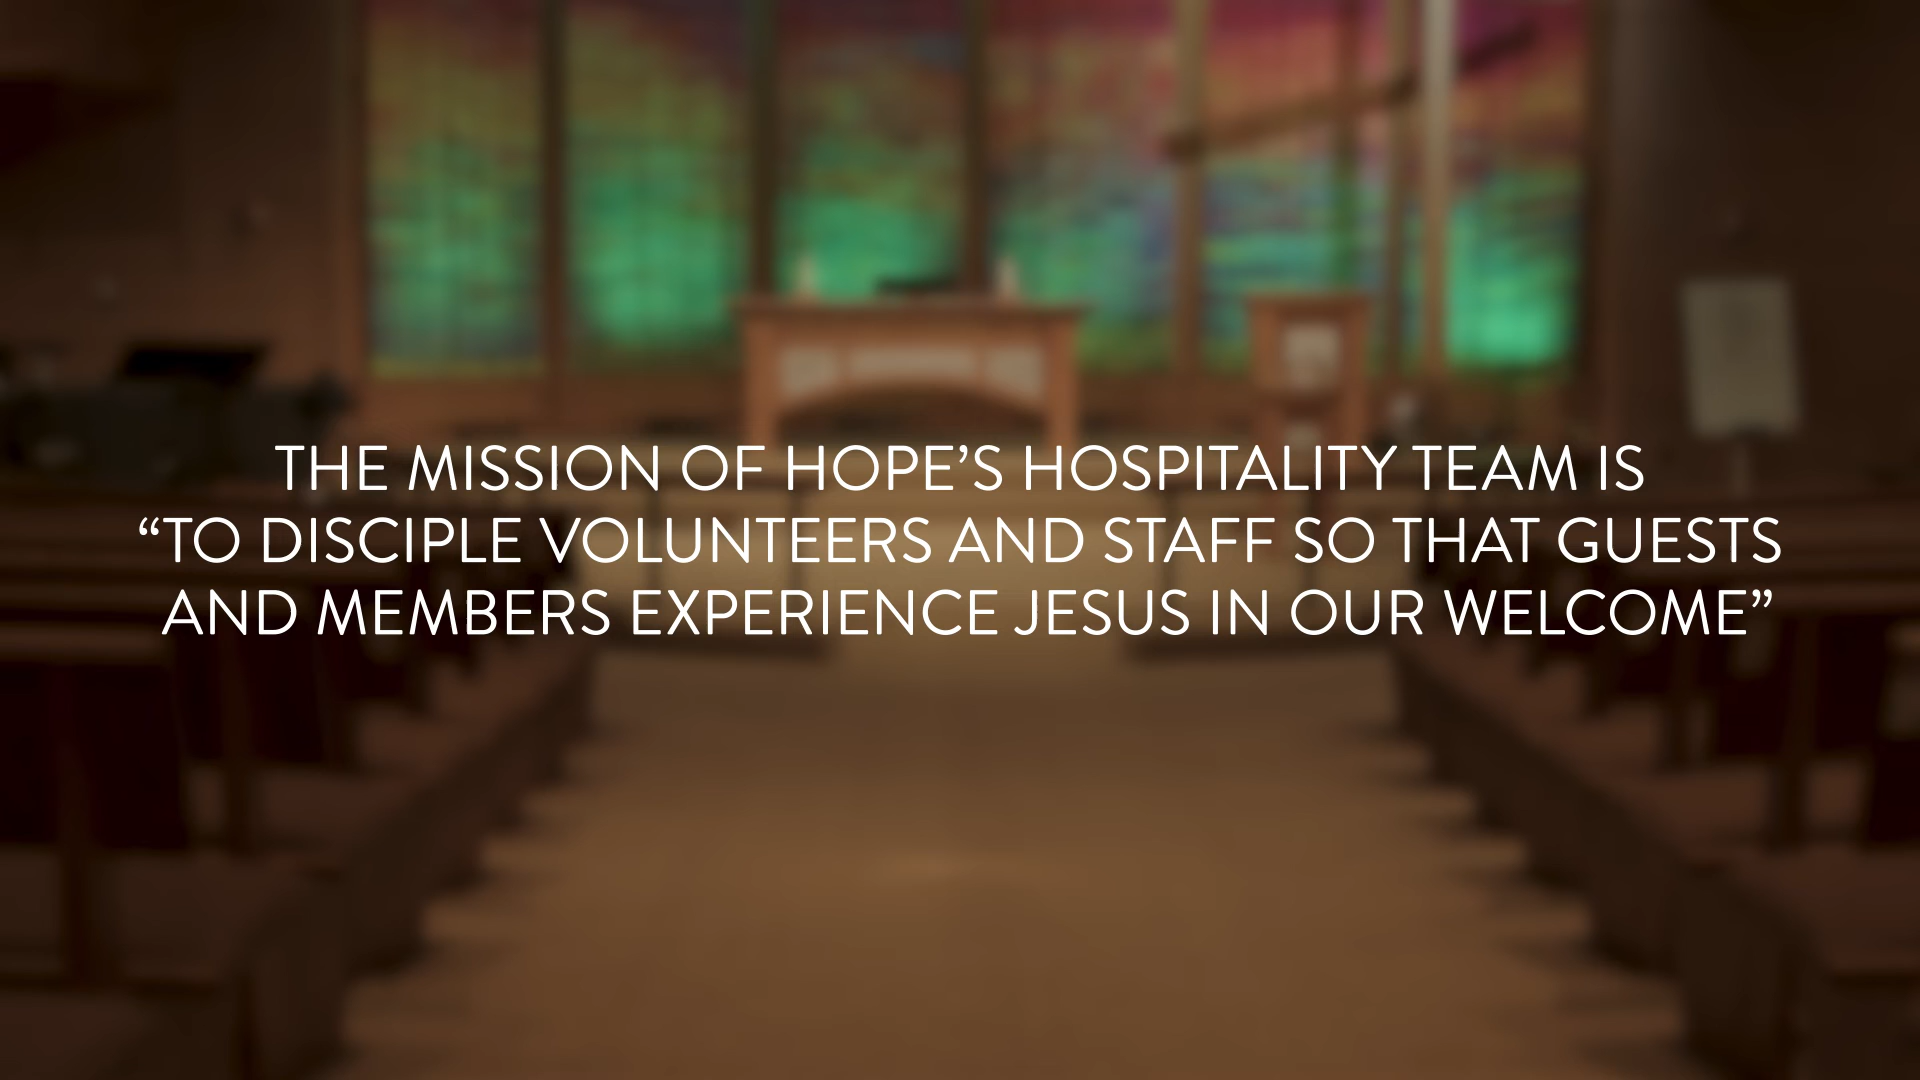 THE MISSION OF HOPE’S HOSPITALITY TEAM IS
“TO DISCIPLE VOLUNTEERS AND STAFF SO THAT GUESTS
AND MEMBERS EXPERIENCE JESUS IN OUR WELCOME”